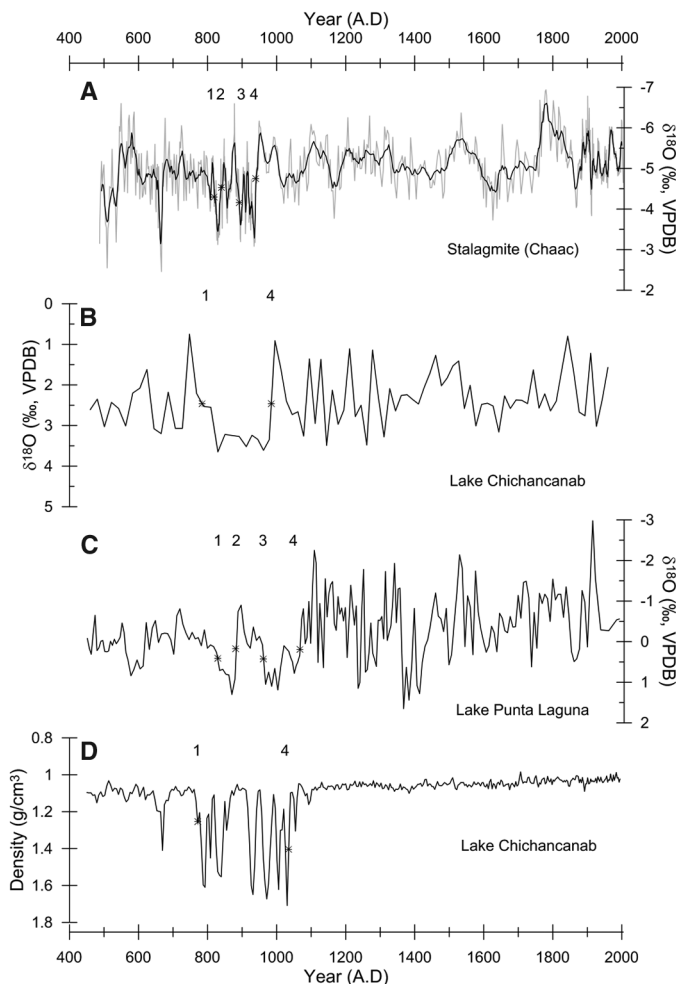 Year (A.D)
400 600 800 1000 1200 1400 1600 1800 2000
A
12 3 4
-7
-6
-5
-4
-3
-2
δ18O (‰, VPDB)
Stalagmite (Chaac)
B
1 4
0
1
2
3
4
5
δ18O (‰, VPDB)
Lake Chichancanab
C
1 2 3 4
-3
-2
-1
0
1
2
δ18O (‰, VPDB)
Lake Punta Laguna
D
1 4
0.8
1
1.2
1.4
1.6
1.8
Density (g/cm³)
Lake Chichancanab
400 600 800 1000 1200 1400 1600 1800 2000
Year (A.D)